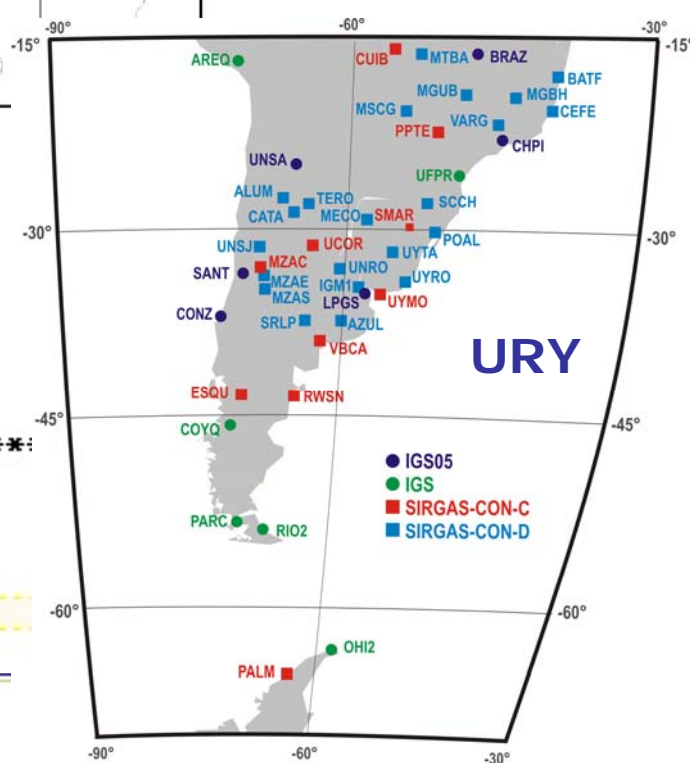 -90° -60° -30°
-15° -15°
AREQ CUIB MTBA BRAZ
BATF
MGUB MGBH
MSCG CEFE
PPTE VARG
CHPI
UNSA
UFPR
ALUM TERO SCCH
CATA MECO SMAR
-30° POAL -30°
UNSJ UCOR UYTA
MZAC
SANT UNRO
MZAE IGM1 UYRO
MZAS LPGS UYMO
CONZ
SRLP AZUL
VBCA
URY
ESQU RWSN
-45° -45°
COYQ
IGS05
IGS
SIRGAS-CON-C
SIRGAS-CON-D
PARC RIO2
-60° -60°
OHI2
PALM
-90° -60° -30°